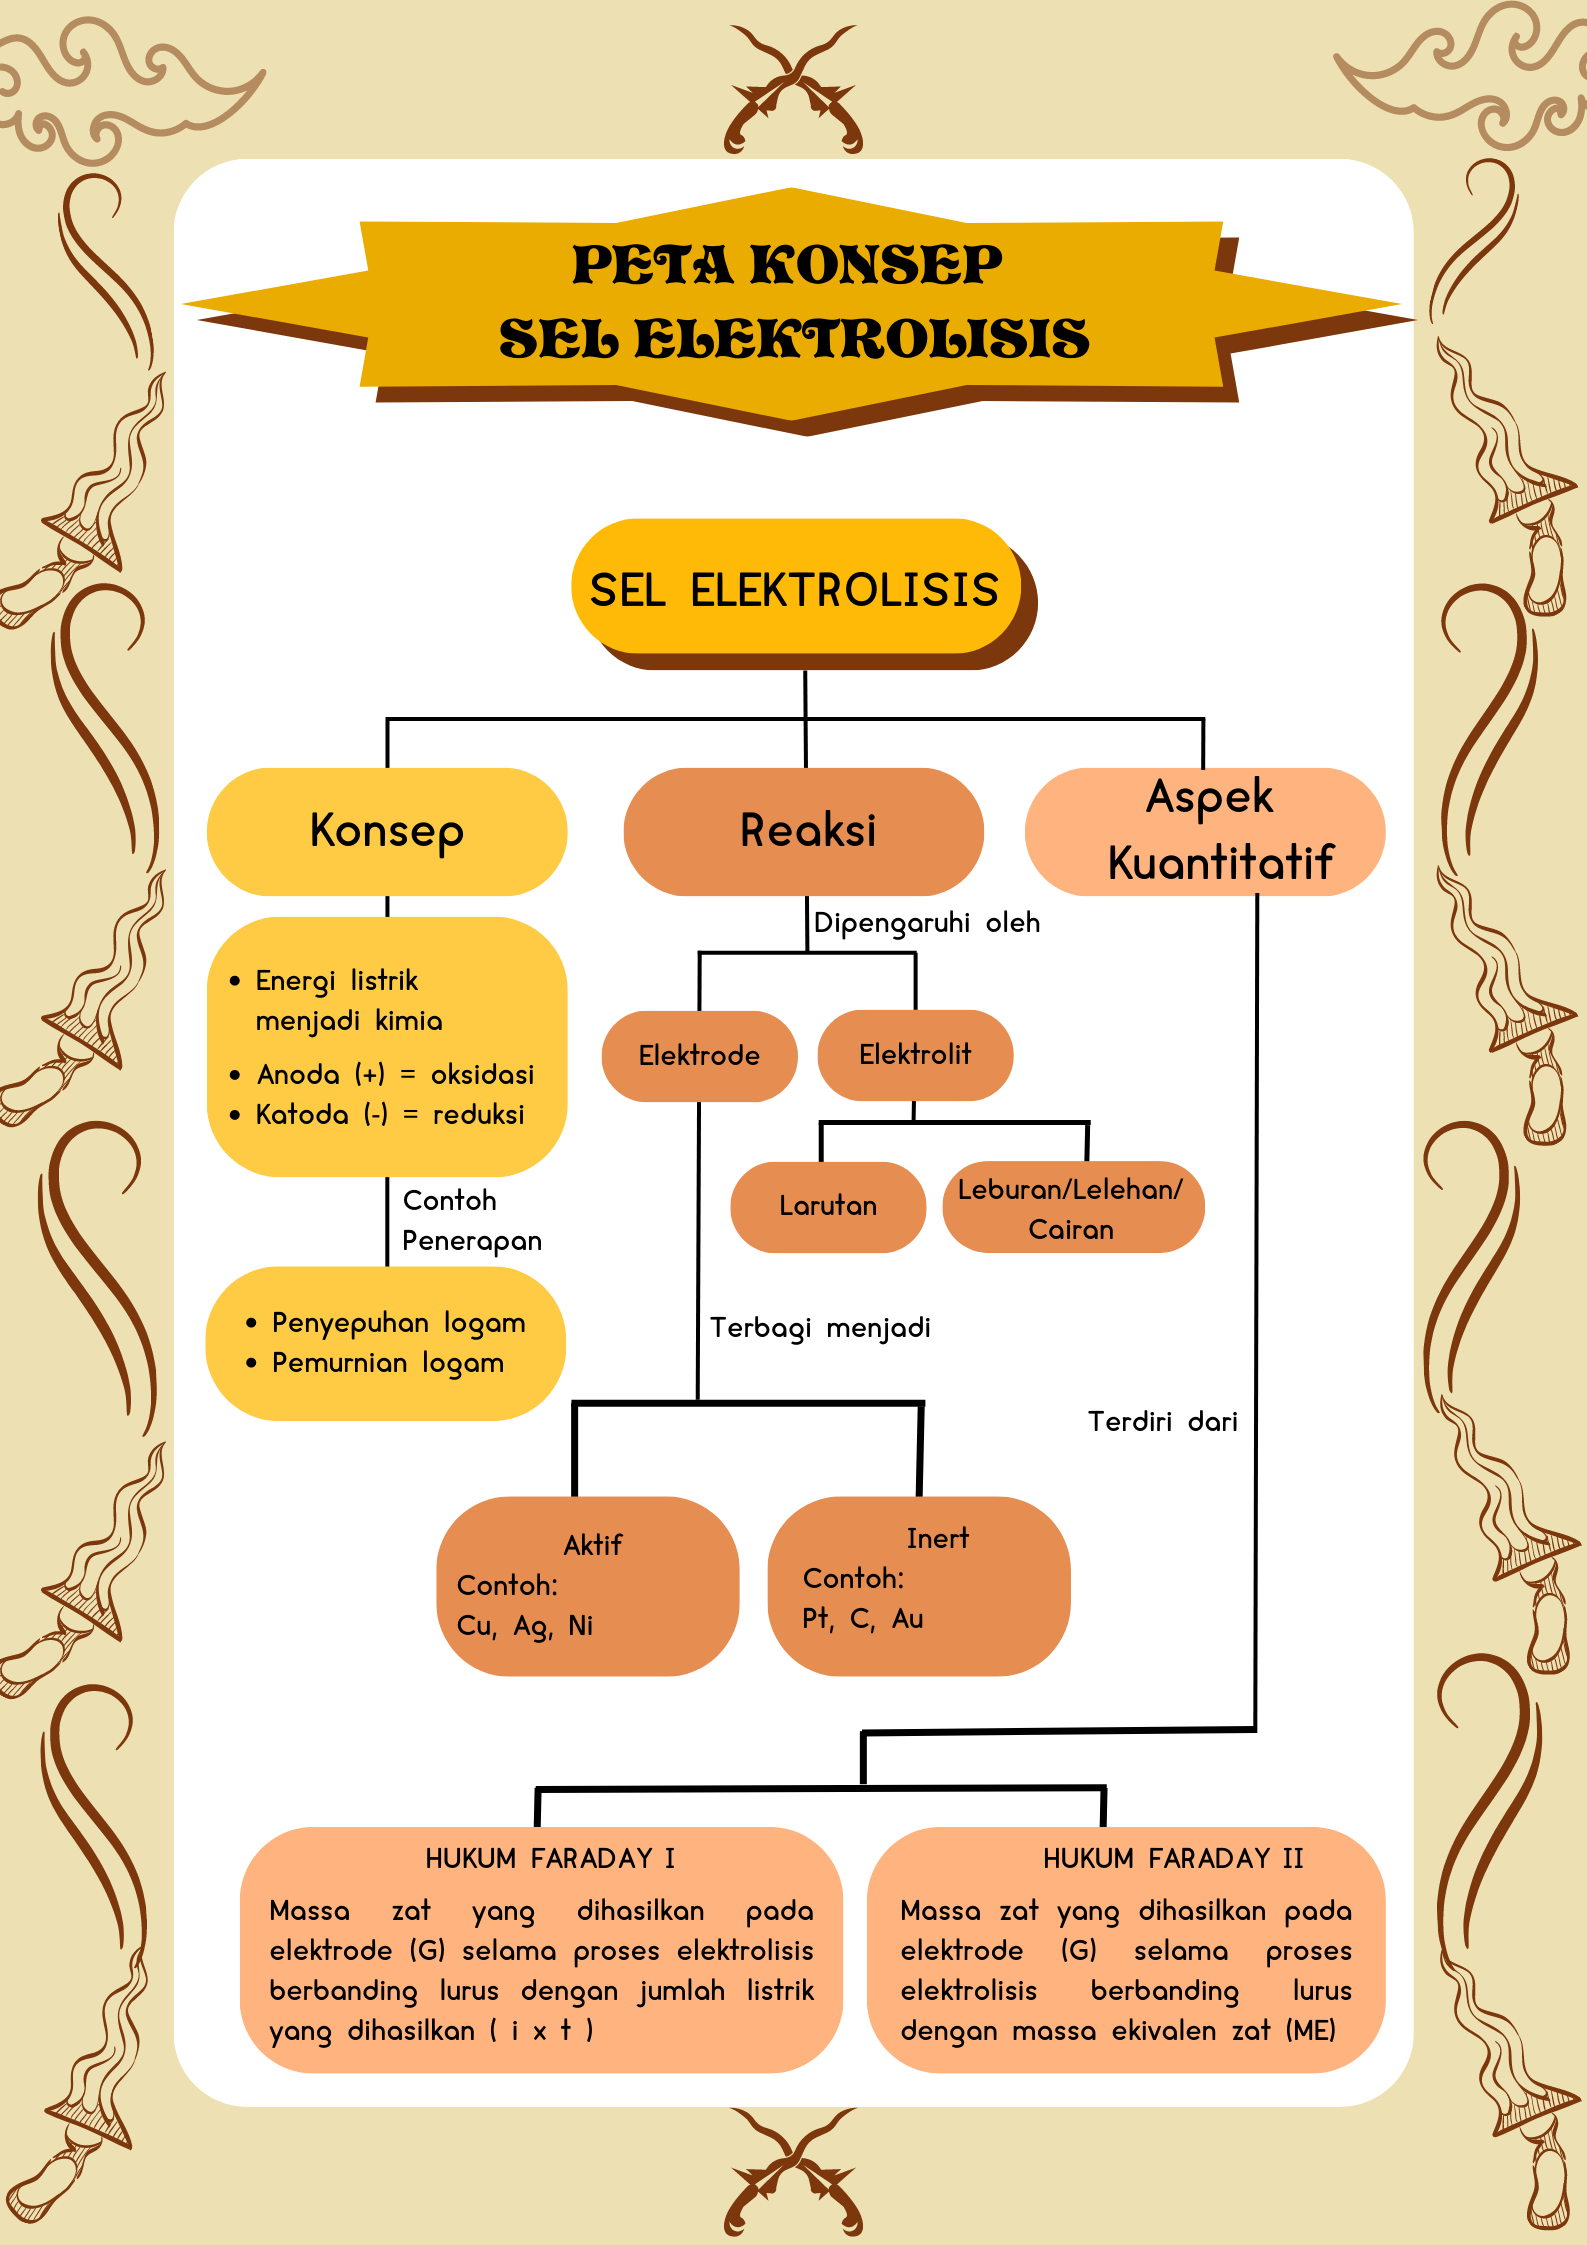 PETA KONSEP
SEL ELEKTROLISIS
SEL ELEKTROLISIS
Konsep
Reaksi
Aspek
Kuantitatif
Dipengaruhi oleh
• Energi listrik
menjadi kimia
• Anoda (+) = oksidasi
• Katoda (-) = reduksi
Elektrode
Elektrolit
Contoh
Penerapan
Larutan
Leburan/Lelehan/
Cairan
• Penyepuhan logam
• Pemurnian logam
Terbagi menjadi
Terdiri dari
Aktif
Contoh:
Cu, Ag, Ni
Inert
Contoh:
Pt, C, Au
HUKUM FARADAY I
Massa zat yang dihasilkan pada
elektrode (G) selama proses elektrolisis
berbanding lurus dengan jumlah listrik
yang dihasilkan ( i x t )
HUKUM FARADAY II
Massa zat yang dihasilkan pada
elektrode (G) selama proses
elektrolisis berbanding lurus
dengan massa ekivalen zat (ME)